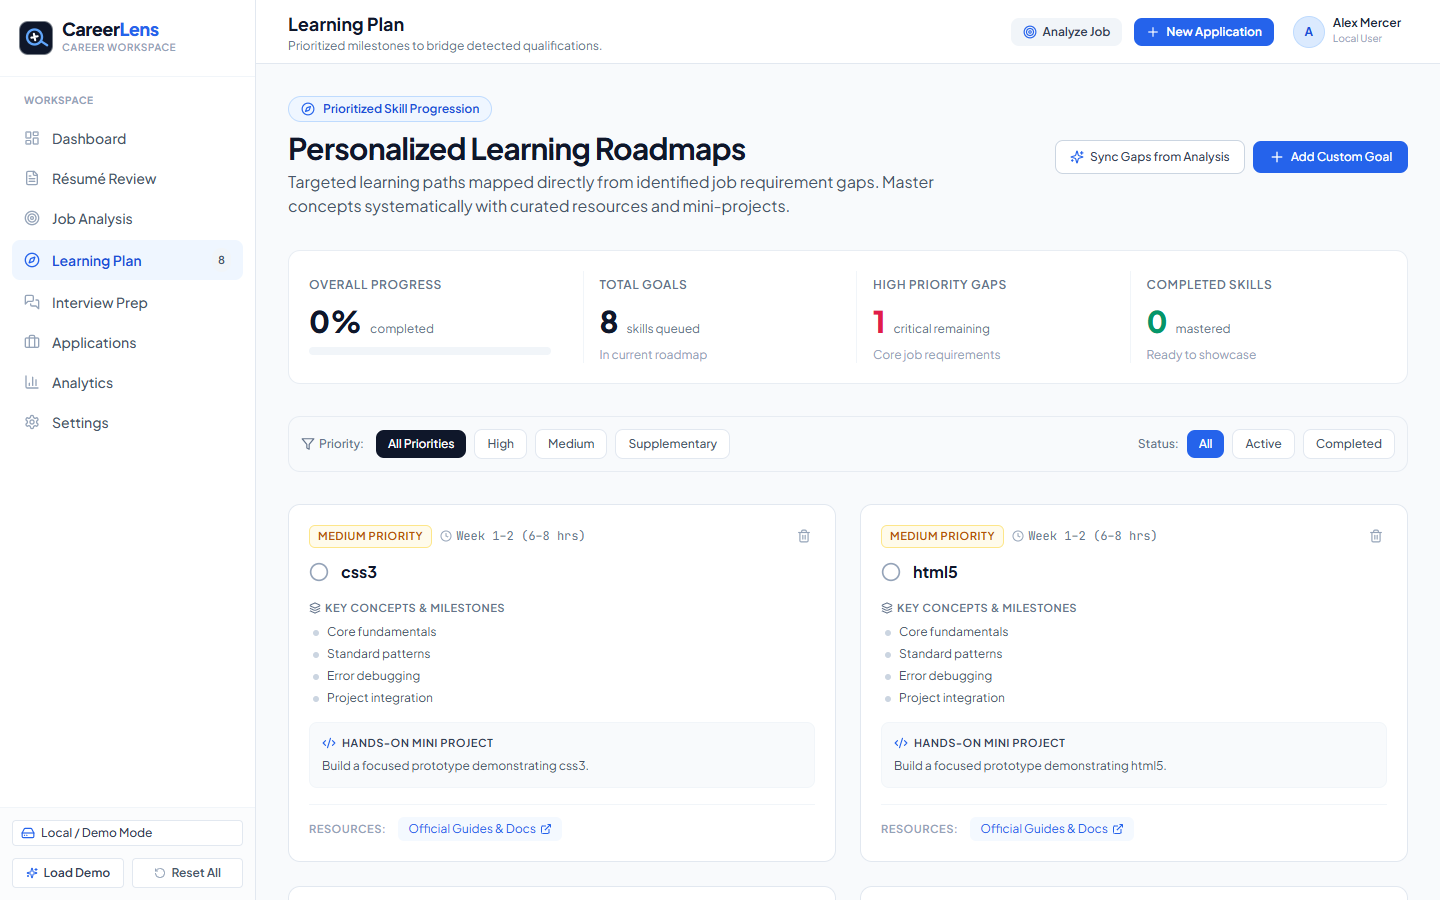 CareerLens
CAREER WORKSPACE
WORKSPACE
Dashboard
Résumé Review
Job Analysis
Learning Plan 8
Interview Prep
Applications
Analytics
Settings
Local / Demo Mode
Load Demo
Reset All
Learning Plan
Prioritized milestones to bridge detected qualifications.
Analyze Job
New Application
A
Alex Mercer
Local User
Prioritized Skill Progression
Personalized Learning Roadmaps
Targeted learning paths mapped directly from identified job requirement gaps. Master
concepts systematically with curated resources and mini-projects.
Sync Gaps from Analysis
Add Custom Goal
OVERALL PROGRESS
0% completed
TOTAL GOALS
8 skills queued
In current roadmap
HIGH PRIORITY GAPS
1 critical remaining
Core job requirements
COMPLETED SKILLS
0 mastered
Ready to showcase
Priority: All Priorities High Medium Supplementary
Status: All Active Completed
MEDIUM PRIORITY Week 1-2 (6-8 hrs)
css3
KEY CONCEPTS & MILESTONES
Core fundamentals
Standard patterns
Error debugging
Project integration
HANDS-ON MINI PROJECT
Build a focused prototype demonstrating css3.
RESOURCES: Official Guides & Docs
MEDIUM PRIORITY Week 1-2 (6-8 hrs)
html5
KEY CONCEPTS & MILESTONES
Core fundamentals
Standard patterns
Error debugging
Project integration
HANDS-ON MINI PROJECT
Build a focused prototype demonstrating html5.
RESOURCES: Official Guides & Docs